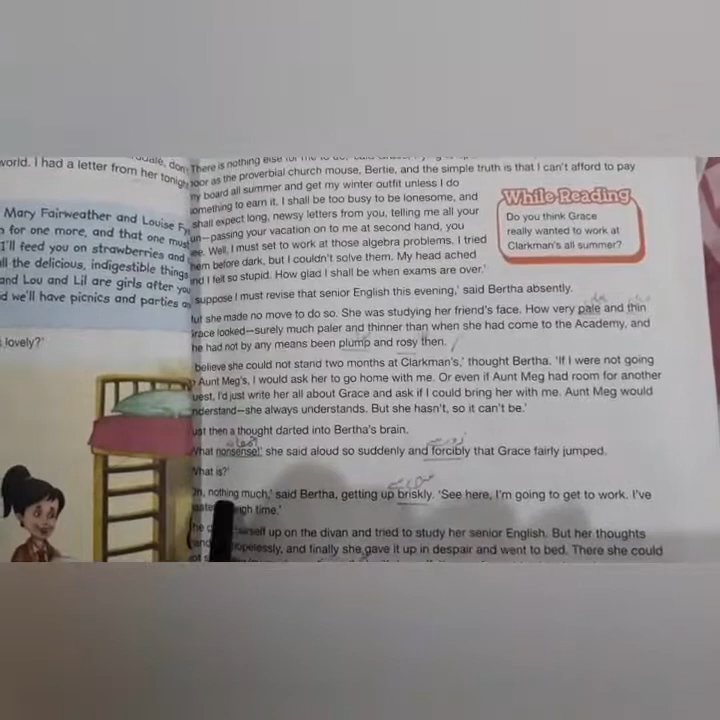 world. I had a letter from her tonigh
Mary Fairweather and Louise F
for one more, and that one must
I'll feed you on strawberries and
all the delicious, indigestible things
and Lou and Lil are girls after you
d we'll have picnics and parties
lovely?'
There is nothing else
oor as the proverbial church mouse, Bertie, and the simple truth is that I can't afford to pay
my board all summer and get my winter outfit unless I do
omething to earn it. I shall be too busy to be lonesome, and
shall expect long, newsy letters from you, telling me all your
un—passing your vacation on to me at second hand, you
ee. Well, I must set to work at those algebra problems. I tried
hem before dark, but I couldn't solve them. My head ached
nd I felt so stupid. How glad I shall be when exams are over.'
While Reading
Do you think Grace
really wanted to work at
Clarkman's all summer?
suppose I must revise that senior English this evening,' said Bertha absently.
ut she made no move to do so. She was studying her friend's face. How very pale and thin
Grace looked—surely much paler and thinner than when she had come to the Academy, and
he had not by any means been plump and rosy then.
believe she could not stand two months at Clarkman's,' thought Bertha. 'If I were not going
Aunt Meg's, I would ask her to go home with me. Or even if Aunt Meg had room for another
uest, I'd just write her all about Grace and ask if I could bring her with me. Aunt Meg would
nderstand—she always understands. But she hasn't, so it can't be.'
ust then a thought darted into Bertha's brain.
What nonsense!' she said aloud so suddenly and forcibly that Grace fairly jumped.
What is?'
Oh, nothing much,' said Bertha, getting up briskly. 'See here, I'm going to get to work. I've
time.'
up on the divan and tried to study her senior English. But her thoughts
hopelessly, and finally she gave it up in despair and went to bed. There she could